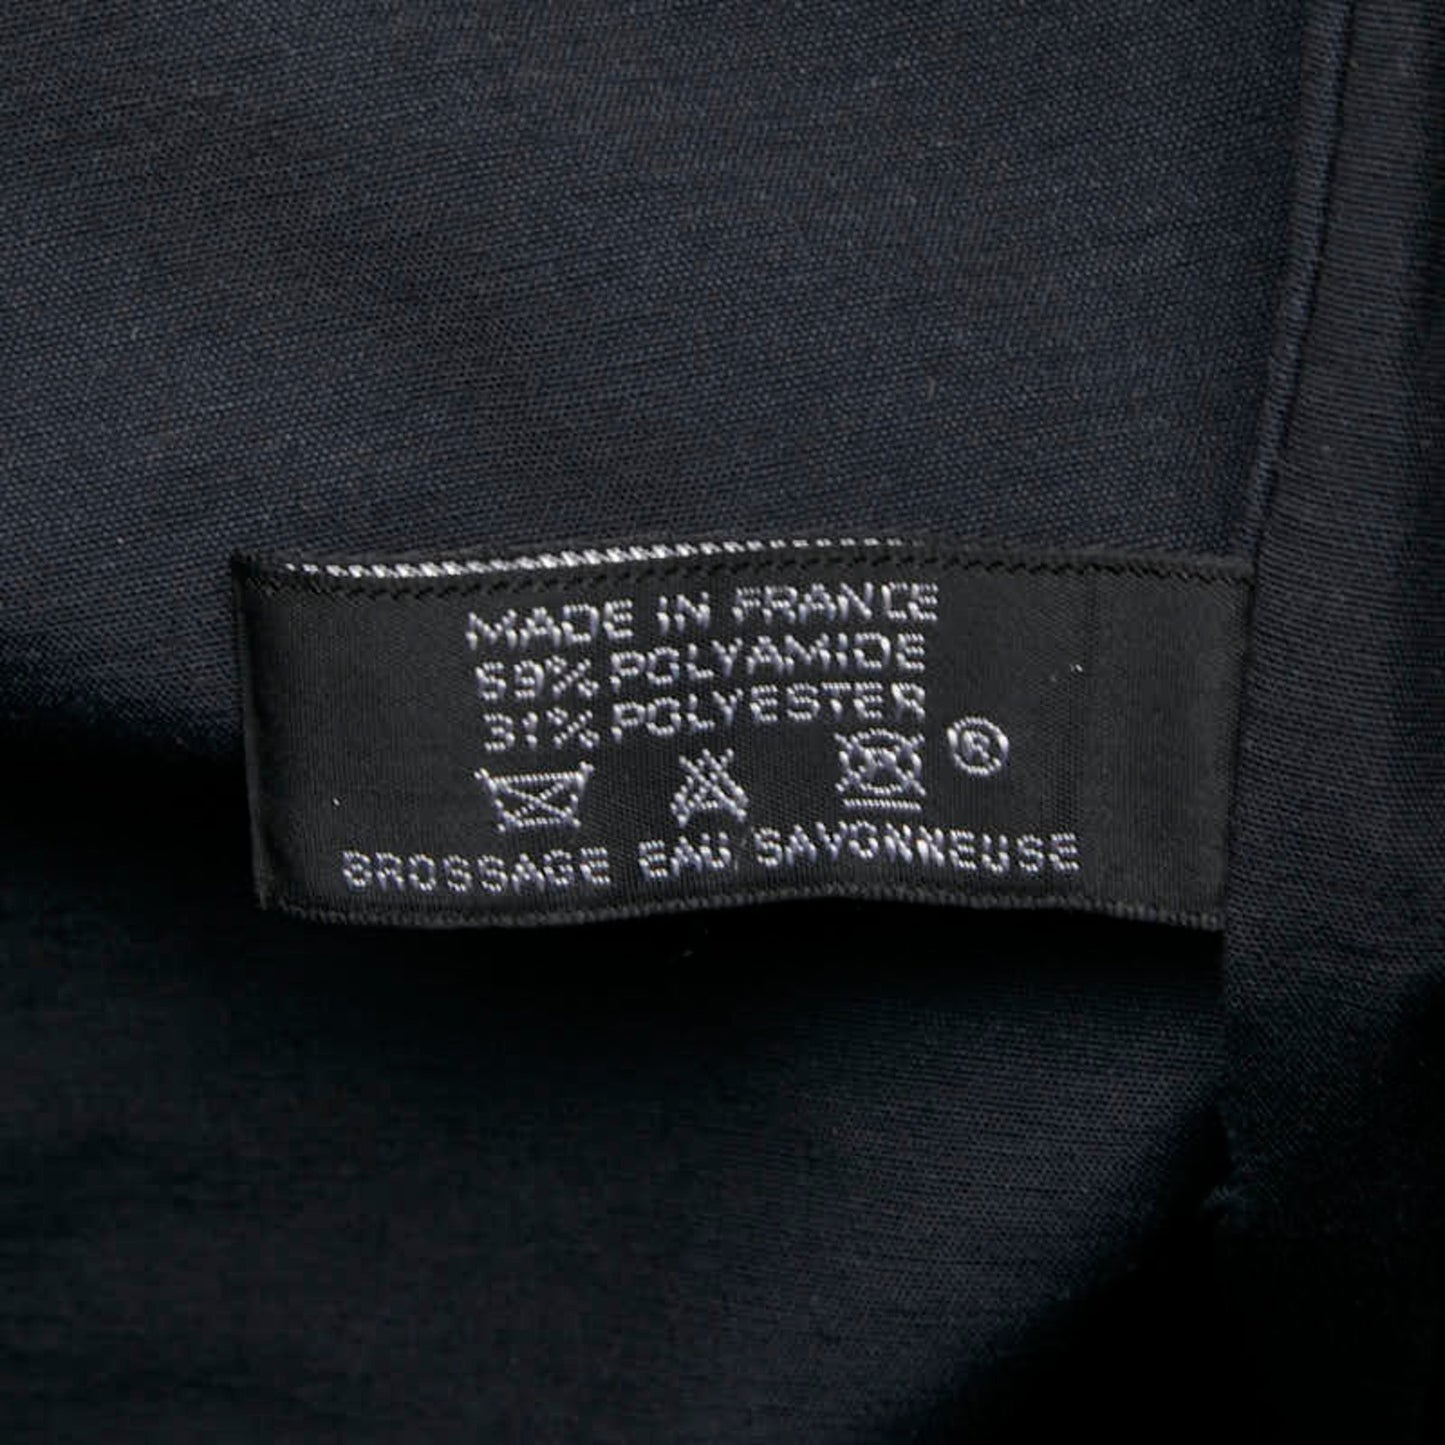 MADE IN FRANCE
69% POLYAMIDE
31% POLYESTER
®
BROSSAGE EAU SAVONNEUSE